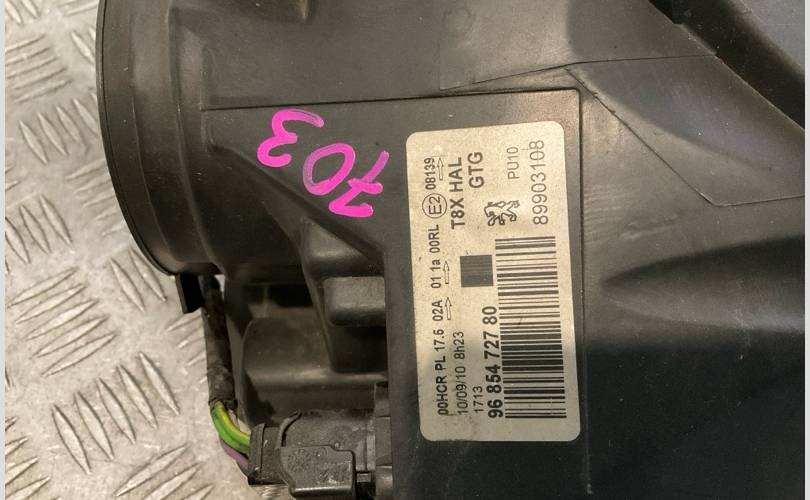 703
00HCR PL 17.6 02A 01 1a 00RL E2 08139
10/09/10 8h23
T8X HAL
1713
GTG
96 854 727 80
PU10
89903108